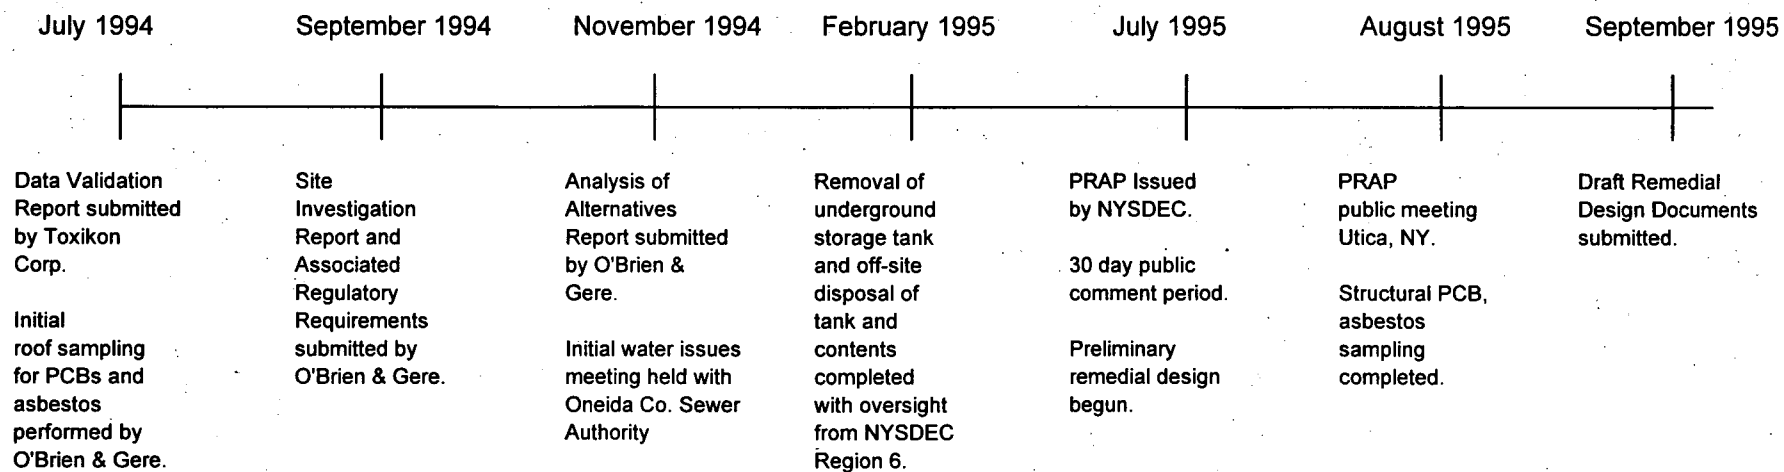 July 1994
September 1994
November 1994
February 1995
July 1995
August 1995
September 1995
Data Validation
Report submitted
by Toxikon
Corp.
Initial
roof sampling
for PCBs and
asbestos
performed by
O'Brien & Gere.
Site
Investigation
Report and
Associated
Regulatory
Requirements
submitted by
O'Brien & Gere.
Analysis of
Alternatives
Report submitted
by O'Brien &
Gere.
Initial water issues
meeting held with
Oneida Co. Sewer
Authority
Removal of
underground
storage tank
and off-site
disposal of
tank and
contents
completed
with oversight
from NYSDEC
Region 6.
PRAP Issued
by NYSDEC.
30 day public
comment period.
Preliminary
remedial design
begun.
PRAP
public meeting
Utica, NY.
Structural PCB,
asbestos
sampling
completed.
Draft Remedial
Design Documents
submitted.